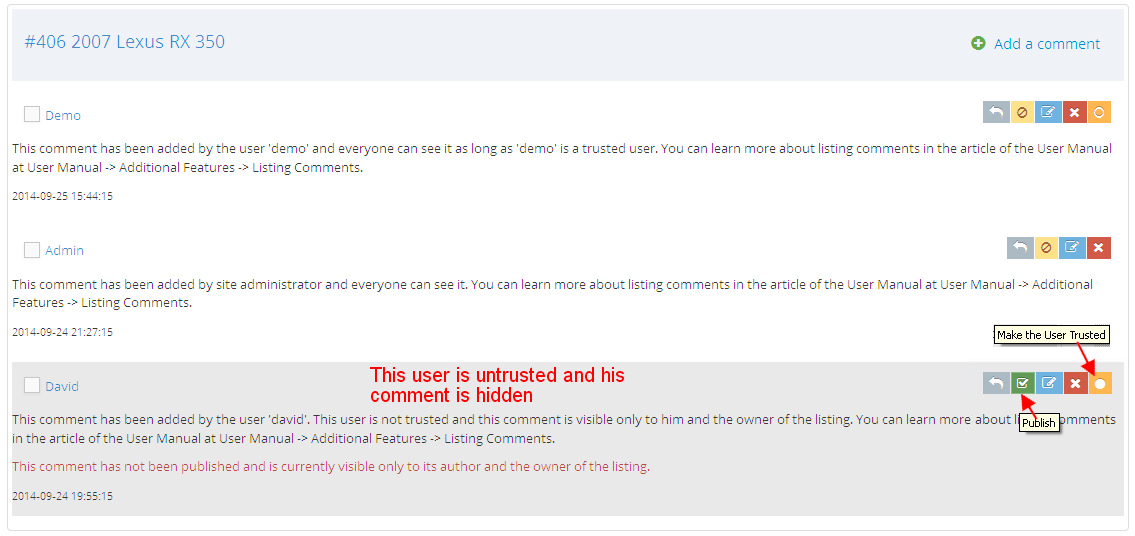 #406 2007 Lexus RX 350
Add a comment
Demo
This comment has been added by the user 'demo' and everyone can see it as long as 'demo' is a trusted user. You can learn more about listing comments in the article of the User Manual
at User Manual -> Additional Features -> Listing Comments.
2014-09-25 15:44:15
Admin
This comment has been added by site administrator and everyone can see it. You can learn more about listing comments in the article of the User Manual at User Manual -> Additional
Features -> Listing Comments.
2014-09-24 21:27:15
Make the User Trusted
This user is untrusted and his
comment is hidden
David
This comment has been added by the user 'david'. This user is not trusted and this comment is visible only to him and the owner of the listing. You can learn more about
Publish
in the article of the User Manual at User Manual -> Additional Features -> Listing Comments.
This comment has not been published and is currently visible only to its author and the owner of the listing.
2014-09-24 19:55:15